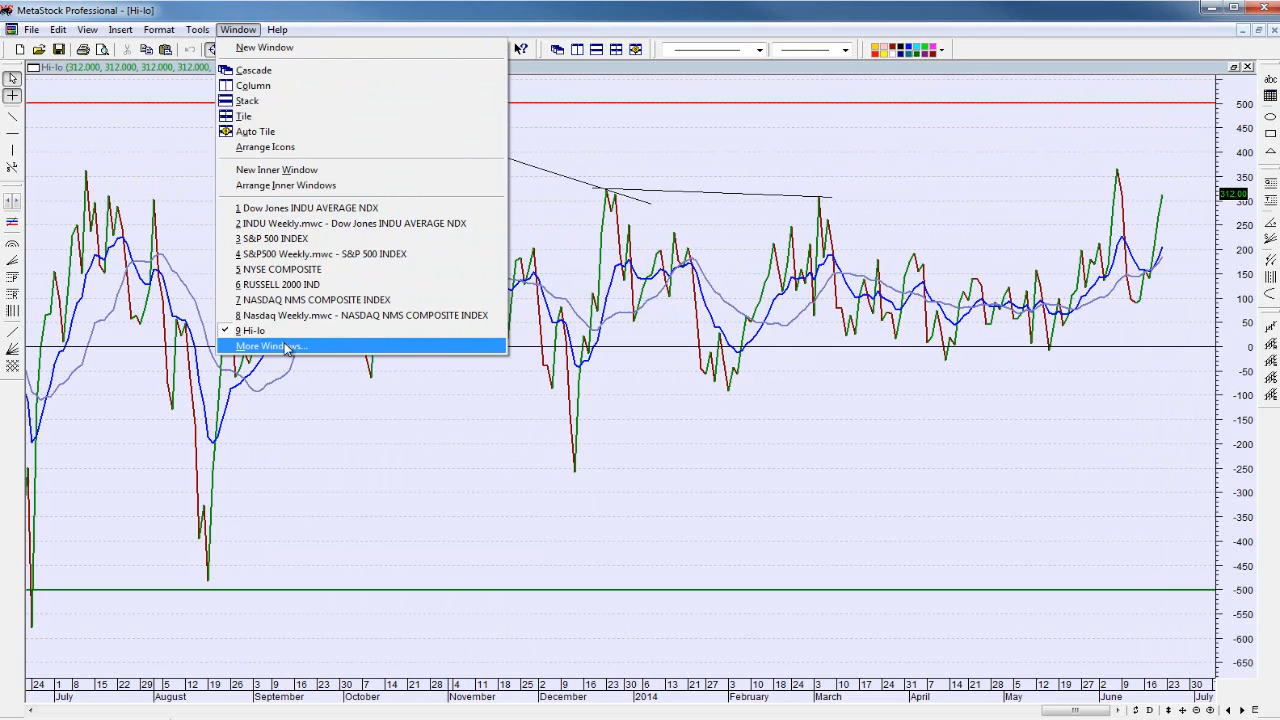 MetaStock Professional - [Hi-lo]
File Edit View Insert Format Tools Window Help
New Window
Cascade
Column
Stack
Tile
Auto Tile
Arrange Icons
New Inner Window
Arrange Inner Windows
1 Dow Jones INDU AVERAGE NDX
2 INDU Weekly.mwc - Dow Jones INDU AVERAGE NDX
3 S&P 500 INDEX
4 S&P500 Weekly.mwc - S&P 500 INDEX
5 NYSE COMPOSITE
6 RUSSELL 2000 IND
7 NASDAQ NMS COMPOSITE INDEX
8 Nasdaq Weekly.mwc - NASDAQ NMS COMPOSITE INDEX
9 Hi-lo
More Windows...
Hi-lo (312.000, 312.000, 312.000, 312.000,
abc
500
450
400
350
312.00
300
250
200
150
100
50
0
-50
-100
-150
-200
-250
-300
-350
-400
-450
-500
-550
-600
-650
24 1 8 15 22 29 5 12 19 26 3 9 16 23 30 7 14 21 28 4 11 18 25 2 9 16 23 30 6 13 21 27 3 10 18 24 3 10 17 24 31 7 14 21 28 5 12 19 27 2 9 16 23 30
July August September October November December 2014 February March April May June July
D